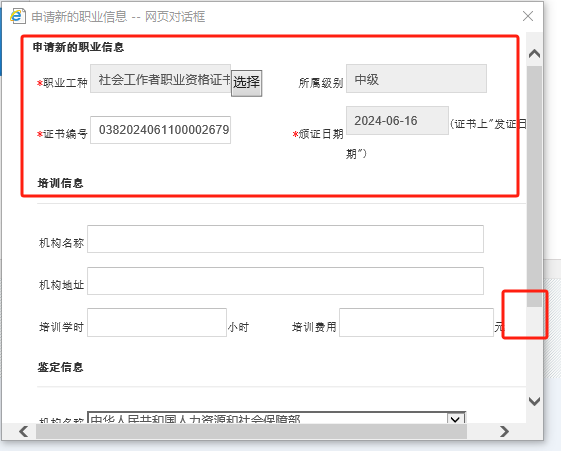 申请新的职业信息 -- 网页对话框
申请新的职业信息
*职业工种 社会工作者职业资格证书 选择 所属级别 中级
*证书编号 0382024061100002679 *颁证日期 2024-06-16 (证书上"发证日
期")
培训信息
机构名称
机构地址
培训学时 小时 培训费用 元
鉴定信息
机构名称 中华人民共和国人力资源和社会保障部